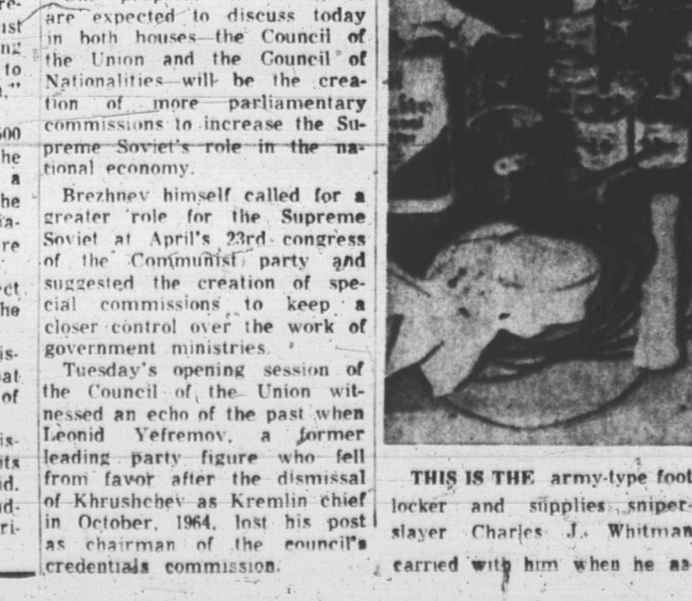 are expected to discuss today
in both houses—the Council of
the Union and the Council of
Nationalities—will be the crea-
tion of more parliamentary
commissions to increase the Su-
preme Soviet's role in the na-
tional economy.
Brezhnev himself called for a
greater role for the Supreme
Soviet at April's 23rd congress
of the Communist party and
suggested the creation of spe-
cial commissions to keep a
closer control over the work of
government ministries.
Tuesday's opening session of
the Council of the Union wit-
nessed an echo of the past when
Leonid Yefremov, a former
leading party figure who fell
from favor after the dismissal
of Khrushchev as Kremlin chief
in October, 1964, lost his post
as chairman of the council's
credentials commission.
THIS IS THE army-type foot
locker and supplies sniper-
slayer Charles J. Whitman
carried with him when he as-